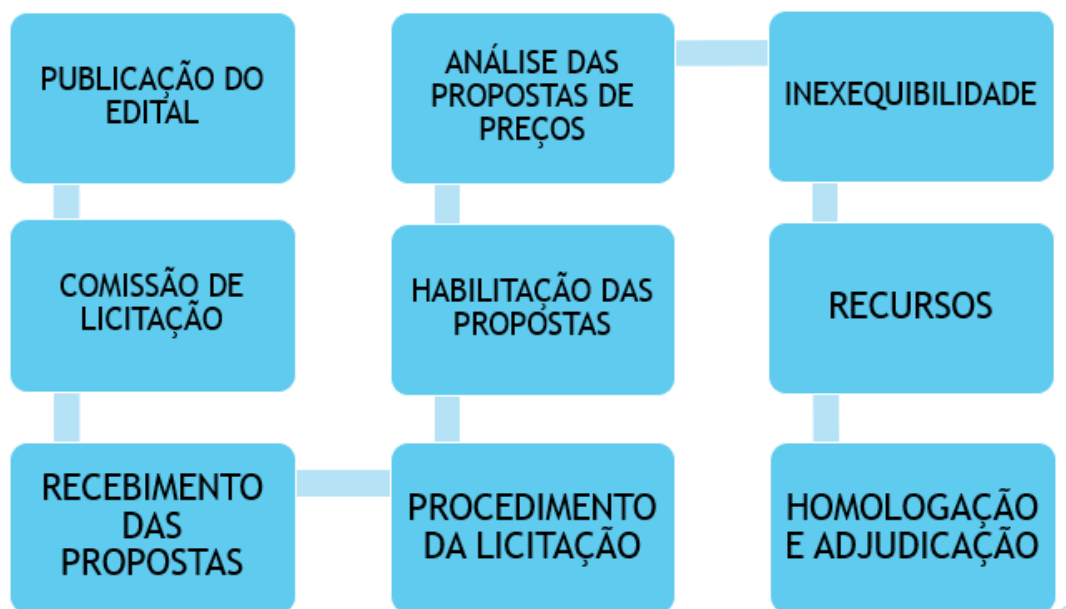 PUBLICAÇÃO DO
EDITAL
COMISSÃO DE
LICITAÇÃO
RECEBIMENTO
DAS
PROPOSTAS
PROCEDIMENTO
DA LICITAÇÃO
HABILITAÇÃO DAS
PROPOSTAS
ANÁLISE DAS
PROPOSTAS DE
PREÇOS
INEXEQUIBILIDADE
RECURSOS
HOMOLOGAÇÃO
E ADJUDICAÇÃO